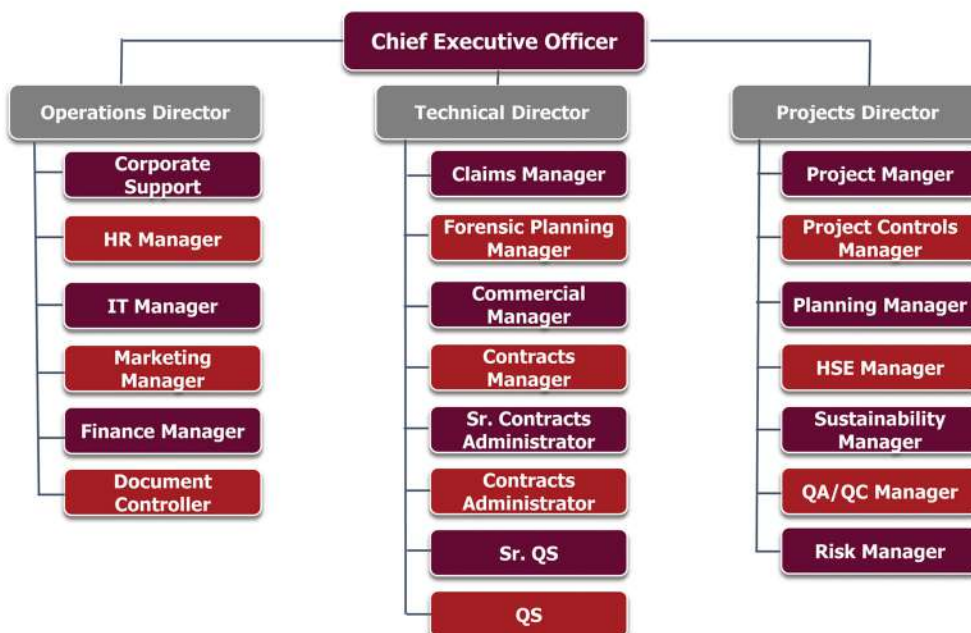 Chief Executive Officer
Operations Director
Corporate
Support
HR Manager
IT Manager
Marketing
Manager
Finance Manager
Document
Controller
Technical Director
Claims Manager
Forensic Planning
Manager
Commercial
Manager
Contracts
Manager
Sr. Contracts
Administrator
Contracts
Administrator
Sr. QS
QS
Projects Director
Project Manger
Project Controls
Manager
Planning Manager
HSE Manager
Sustainability
Manager
QA/QC Manager
Risk Manager